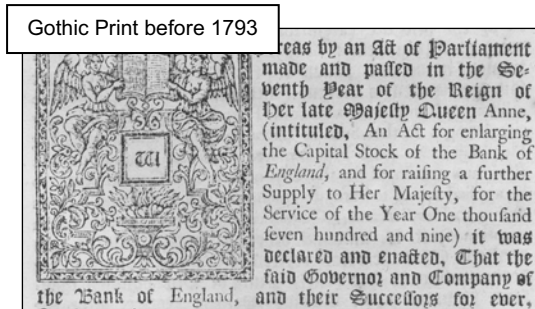 Gothic Print before 1793
W
reas by an Act of Parliament
made and paſſed in the Se-
venth Year of the Reign of
Her late Majeſty Queen Anne,
(intituled, An Act for enlarging
the Capital Stock of the Bank of
England, and for raiſing a further
Supply to Her Majeſty, for the
Service of the Year One thouſand
ſeven hundred and nine) it was
declared and enacted, That the
ſaid Governor and Company of
the Bank of England, and their Succeſſors for ever,